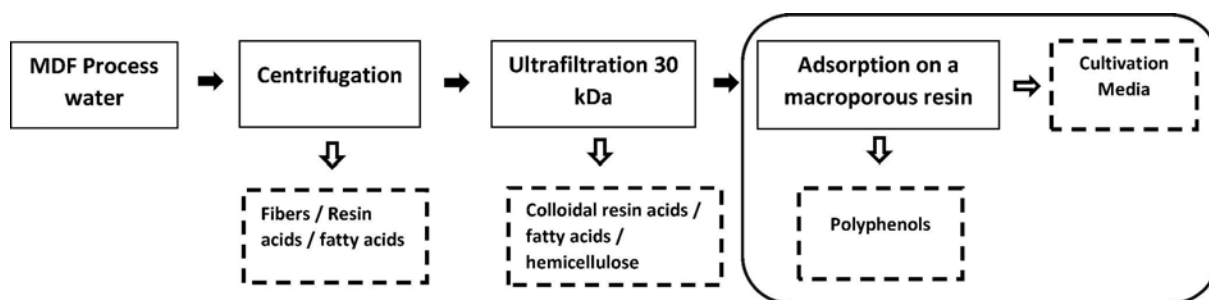 MDF Process
water
Centrifugation
Ultrafiltration 30
kDa
Adsorption on a
macroporous resin
Cultivation
Media
Fibers / Resin
acids / fatty acids
Colloidal resin acids /
fatty acids /
hemicellulose
Polyphenols